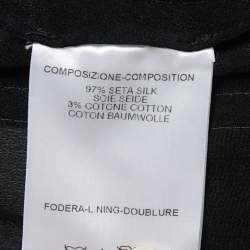 COMPOSIZIONE-COMPOSITION
97% SETA SILK
SOIE SEIDE
3% COTONE COTTON
COTON BAUMWOLLE
FODERA-L NING-DOUBLURE